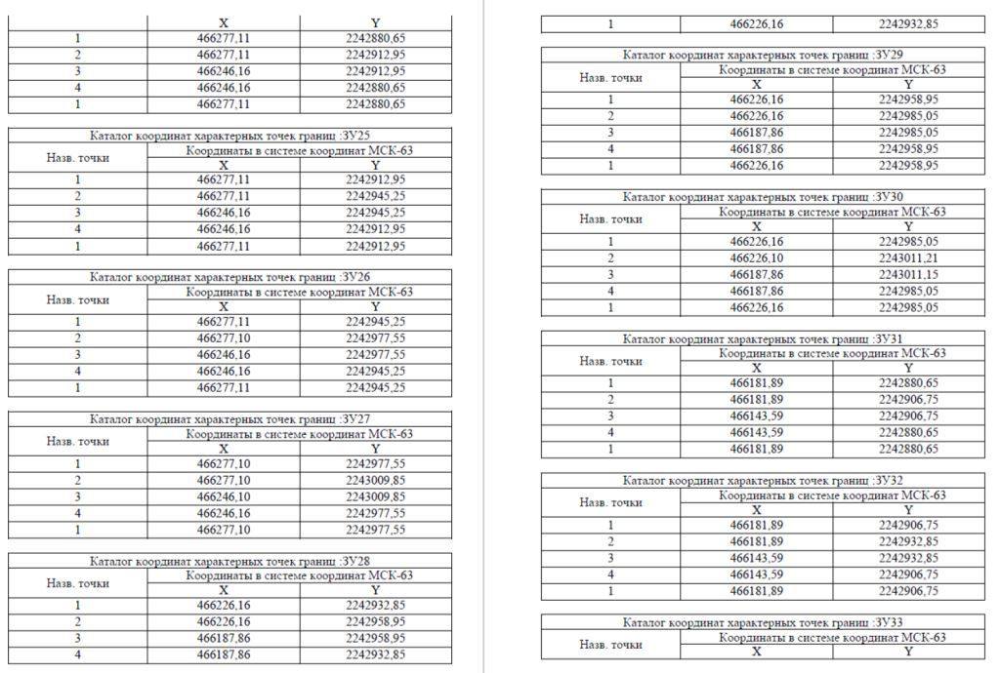 X Y
1 466277,11 2242880,65
2 466277,11 2242912,95
3 466246,16 2242912,95
4 466246,16 2242880,65
1 466277,11 2242880,65
Каталог координат характерных точек границ :ЗУ25
Назв. точки Координаты в системе координат МСК-63
X Y
1 466277,11 2242912,95
2 466277,11 2242945,25
3 466246,16 2242945,25
4 466246,16 2242912,95
1 466277,11 2242912,95
Каталог координат характерных точек границ :ЗУ26
Назв. точки Координаты в системе координат МСК-63
X Y
1 466277,11 2242945,25
2 466277,10 2242977,55
3 466246,16 2242977,55
4 466246,16 2242945,25
1 466277,11 2242945,25
Каталог координат характерных точек границ :ЗУ27
Назв. точки Координаты в системе координат МСК-63
X Y
1 466277,10 2242977,55
2 466277,10 2243009,85
3 466246,10 2243009,85
4 466246,16 2242977,55
1 466277,10 2242977,55
Каталог координат характерных точек границ :ЗУ28
Назв. точки Координаты в системе координат МСК-63
X Y
1 466226,16 2242932,85
2 466226,16 2242958,95
3 466187,86 2242958,95
4 466187,86 2242932,85
1 466226,16 2242932,85
Каталог координат характерных точек границ :ЗУ29
Назв. точки Координаты в системе координат МСК-63
X Y
1 466226,16 2242958,95
2 466226,16 2242985,05
3 466187,86 2242985,05
4 466187,86 2242958,95
1 466226,16 2242958,95
Каталог координат характерных точек границ :ЗУ30
Назв. точки Координаты в системе координат МСК-63
X Y
1 466226,16 2242985,05
2 466226,10 2243011,21
3 466187,86 2243011,15
4 466187,86 2242985,05
1 466226,16 2242985,05
Каталог координат характерных точек границ :ЗУ31
Назв. точки Координаты в системе координат МСК-63
X Y
1 466181,89 2242880,65
2 466181,89 2242906,75
3 466143,59 2242906,75
4 466143,59 2242880,65
1 466181,89 2242880,65
Каталог координат характерных точек границ :ЗУ32
Назв. точки Координаты в системе координат МСК-63
X Y
1 466181,89 2242906,75
2 466181,89 2242932,85
3 466143,59 2242932,85
4 466143,59 2242906,75
1 466181,89 2242906,75
Каталог координат характерных точек границ :ЗУ33
Назв. точки Координаты в системе координат МСК-63
X Y